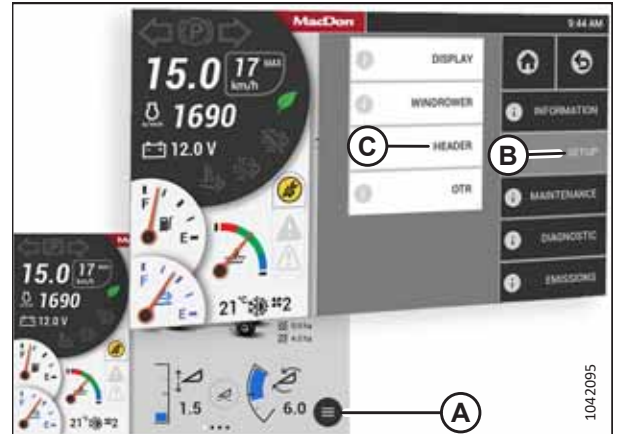 MacDon
9:44 AM
P
15.0 17 MAX
km/h
1690
12.0 V
F
E
F
E
21°C 2
DISPLAY
WINDROWER
HEADER
OTR
C
INFORMATION
SETUP
B
MAINTENANCE
DIAGNOSTIC
EMISSIONS
P
15.0 17
1690
12.0 V
F
E
F
E
21°C 2
1.5
6.0
A
1042095